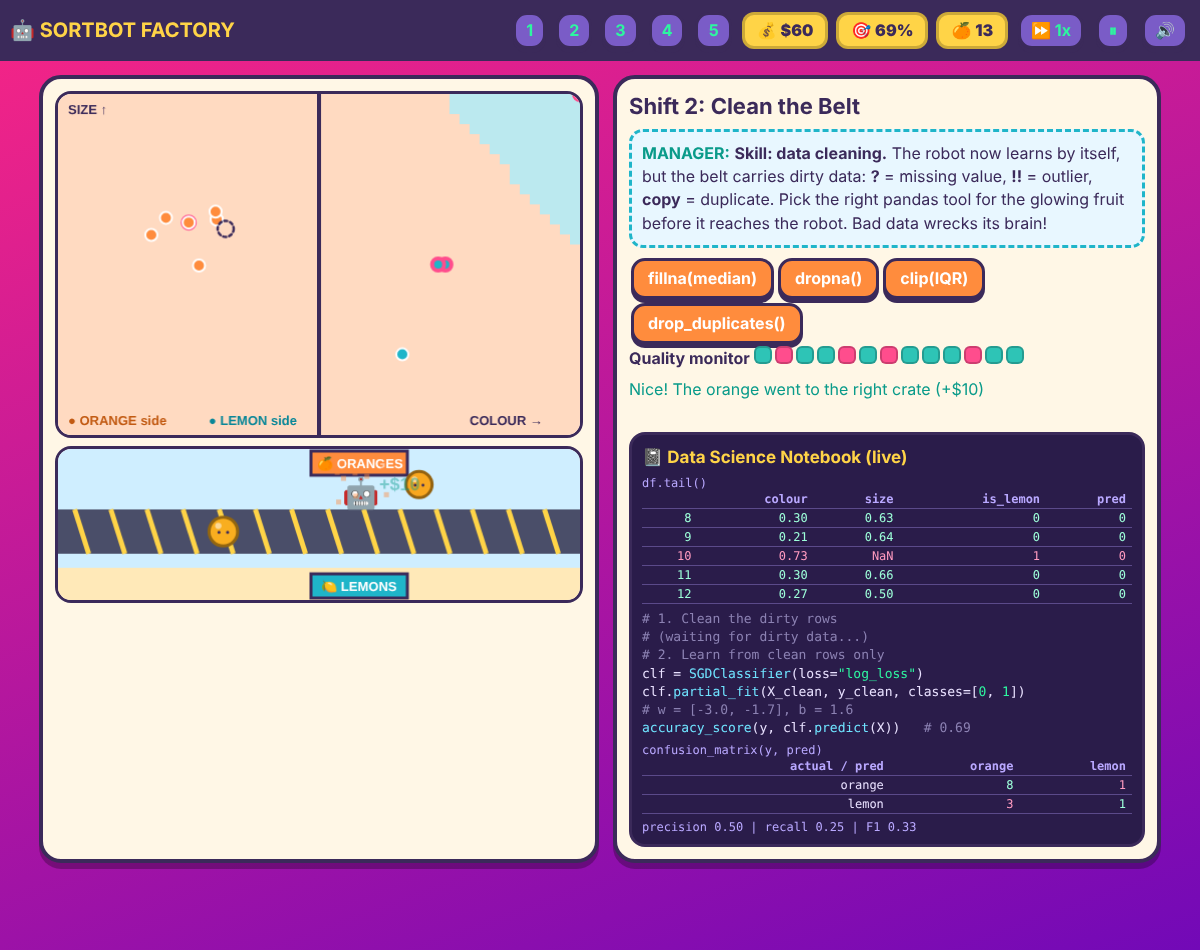 🤖 SORTBOT FACTORY
1 2 3 4 5 💰 $60 🎯 69% 🍊 13 ⏩ 1x ⏸ 🔊
SIZE ↑
● ORANGE side ● LEMON side COLOUR →
🍊 ORANGES
🍋 LEMONS
Shift 2: Clean the Belt
MANAGER: Skill: data cleaning. The robot now learns by itself,
but the belt carries dirty data: ? = missing value, !! = outlier,
copy = duplicate. Pick the right pandas tool for the glowing fruit
before it reaches the robot. Bad data wrecks its brain!
fillna(median) dropna() clip(IQR)
drop_duplicates()
Quality monitor
Nice! The orange went to the right crate (+$10)
📓 Data Science Notebook (live)
df.tail()
colour size is_lemon pred
8 0.30 0.63 0 0
9 0.21 0.64 0 0
10 0.73 NaN 1 0
11 0.30 0.66 0 0
12 0.27 0.50 0 0
# 1. Clean the dirty rows
# (waiting for dirty data...)
# 2. Learn from clean rows only
clf = SGDClassifier(loss="log_loss")
clf.partial_fit(X_clean, y_clean, classes=[0, 1])
# w = [-3.0, -1.7], b = 1.6
accuracy_score(y, clf.predict(X)) # 0.69
confusion_matrix(y, pred)
actual / pred orange lemon
orange 8 1
lemon 3 1
precision 0.50 | recall 0.25 | F1 0.33